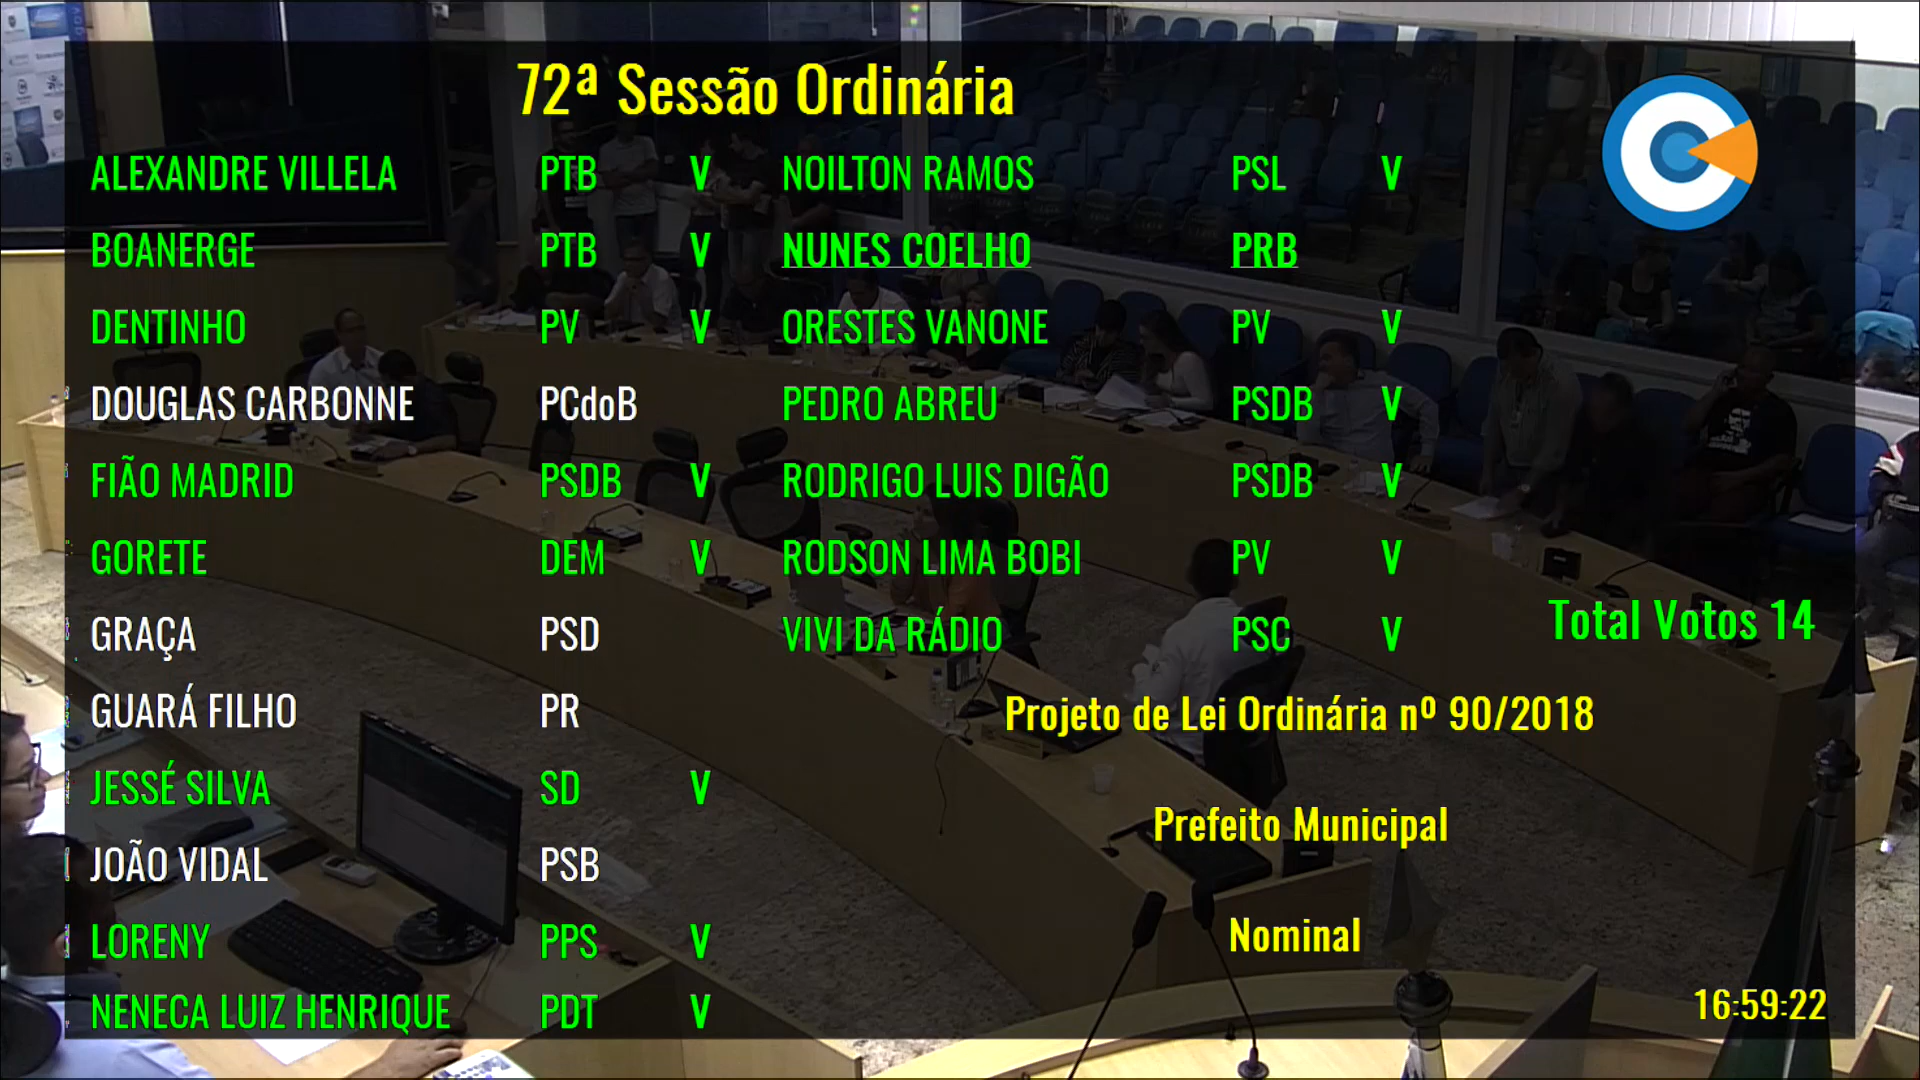 72ª Sessão Ordinária
ALEXANDRE VILLELA PTB V NOILTON RAMOS PSL V
BOANERGE PTB V NUNES COELHO PRB
DENTINHO PV V ORESTES VANONE PV V
DOUGLAS CARBONNE PCdoB PEDRO ABREU PSDB V
FIÃO MADRID PSDB V RODRIGO LUIS DIGÃO PSDB V
GORETE DEM V RODSON LIMA BOBI PV V
GRAÇA PSD VIVI DA RÁDIO PSC V
Total Votos 14
GUARÁ FILHO PR
Projeto de Lei Ordinária nº 90/2018
JESSÉ SILVA SD V
Prefeito Municipal
JOÃO VIDAL PSB
LORENY PPS V
Nominal
NENECA LUIZ HENRIQUE PDT V
16:59:22